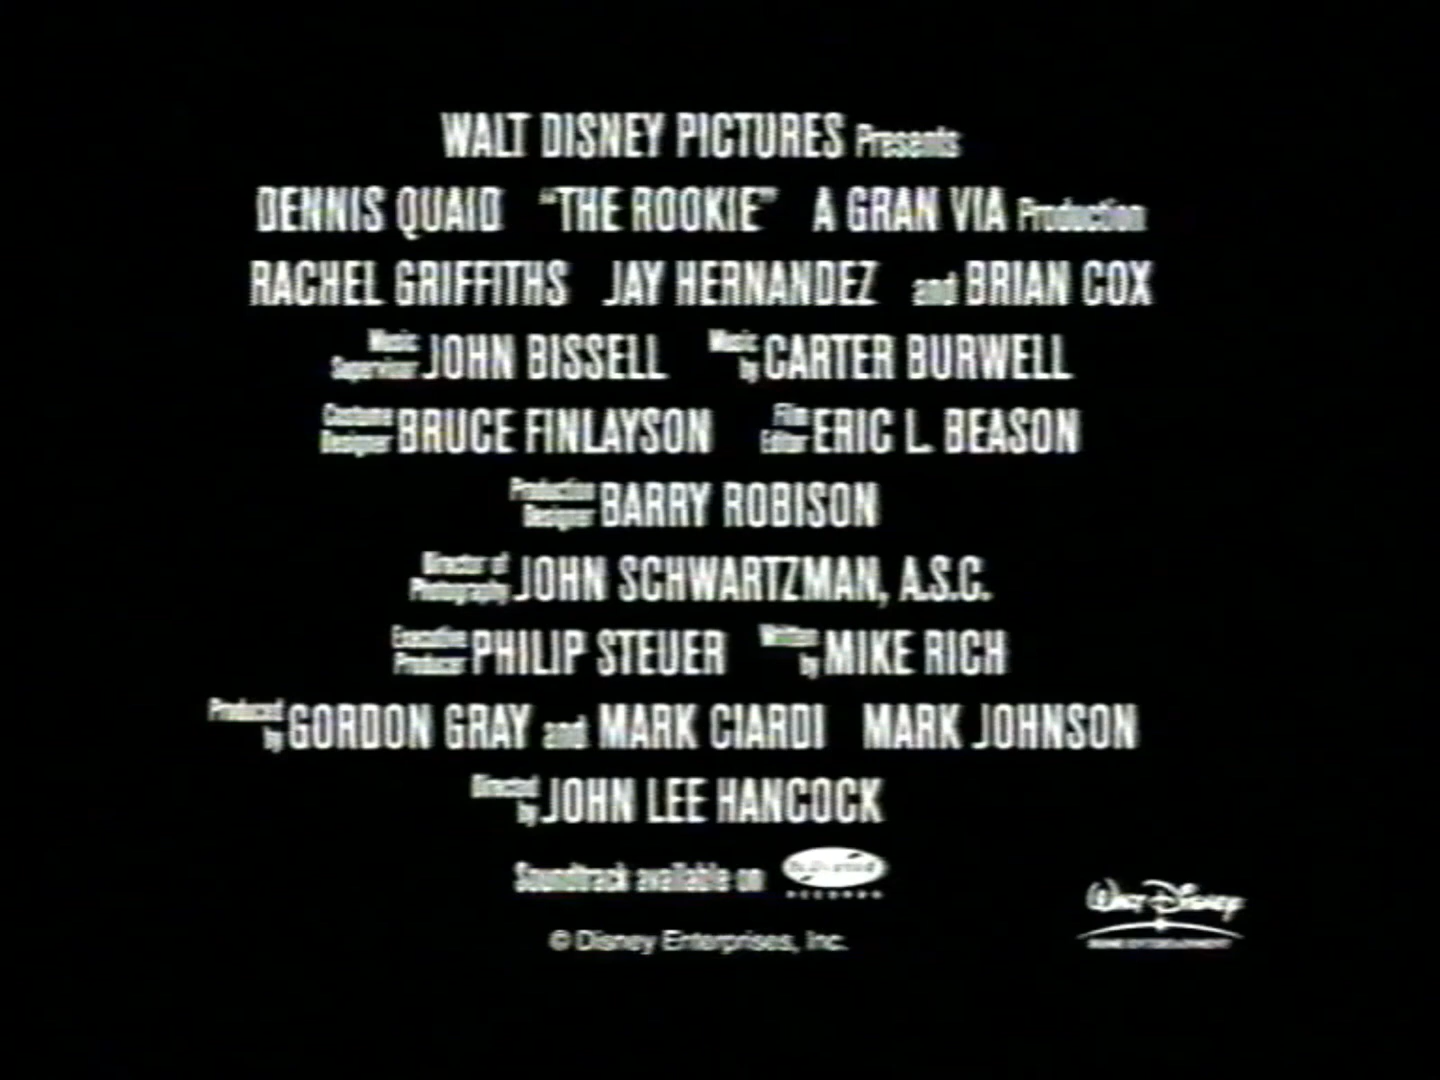 WALT DISNEY PICTURES Presents
DENNIS QUAID "THE ROOKIE" A GRAN VIA Production
RACHEL GRIFFITHS JAY HERNANDEZ and BRIAN COX
Music Supervisor JOHN BISSELL Music by CARTER BURWELL
Costume Designer BRUCE FINLAYSON Film Editor ERIC L. BEASON
Production Designer BARRY ROBISON
Director of Photography JOHN SCHWARTZMAN, A.S.C.
Executive Producer PHILIP STEUER Written by MIKE RICH
Produced by GORDON GRAY and MARK CIARDI MARK JOHNSON
Directed by JOHN LEE HANCOCK
Soundtrack available on
RECORDS
© Disney Enterprises, Inc.
WALT DISNEY
HOME ENTERTAINMENT